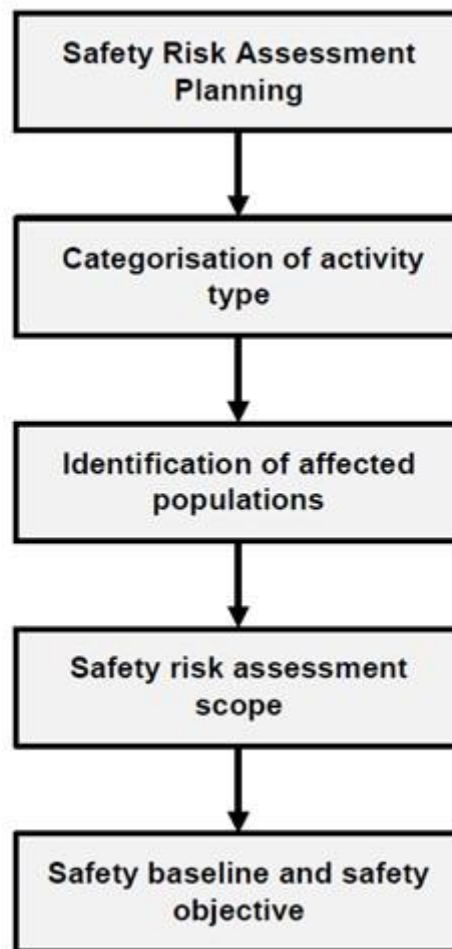 Safety Risk Assessment
Planning
Categorisation of activity
type
Identification of affected
populations
Safety risk assessment
scope
Safety baseline and safety
objective